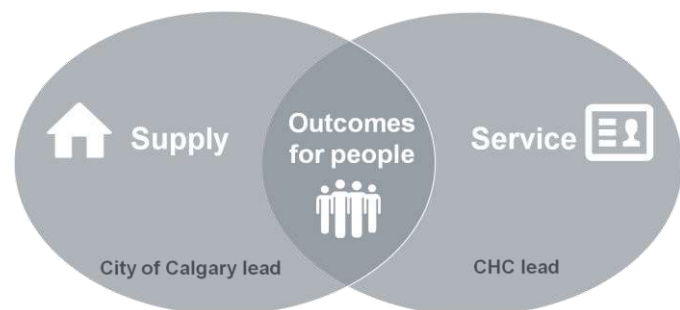 Supply
City of Calgary lead
Outcomes
for people
Service
CHC lead